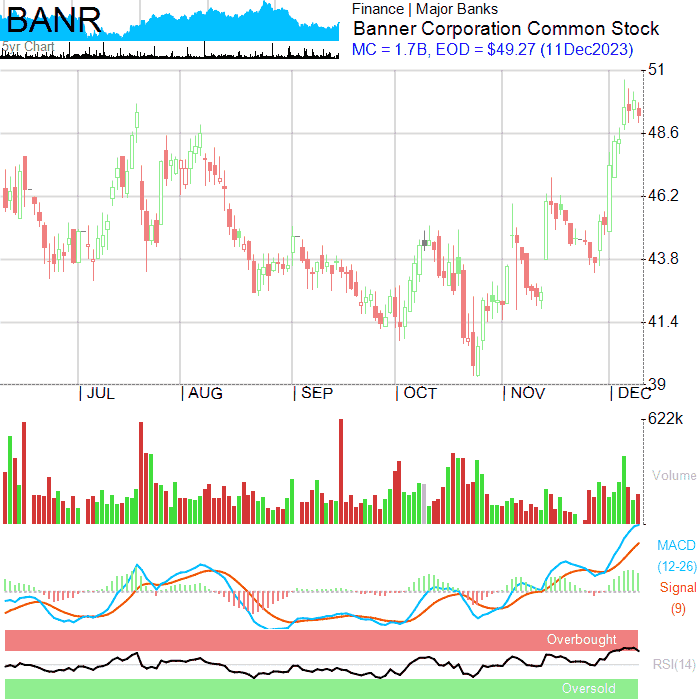 BANR
5yr Chart
Finance | Major Banks
Banner Corporation Common Stock
MC = 1.7B, EOD = $49.27 (11Dec2023)
51
48.6
46.2
43.8
41.4
39
| JUL | AUG | SEP | OCT | NOV | DEC
622k
Volume
MACD
(12-26)
Signal
(9)
Overbought
RSI(14)
Oversold